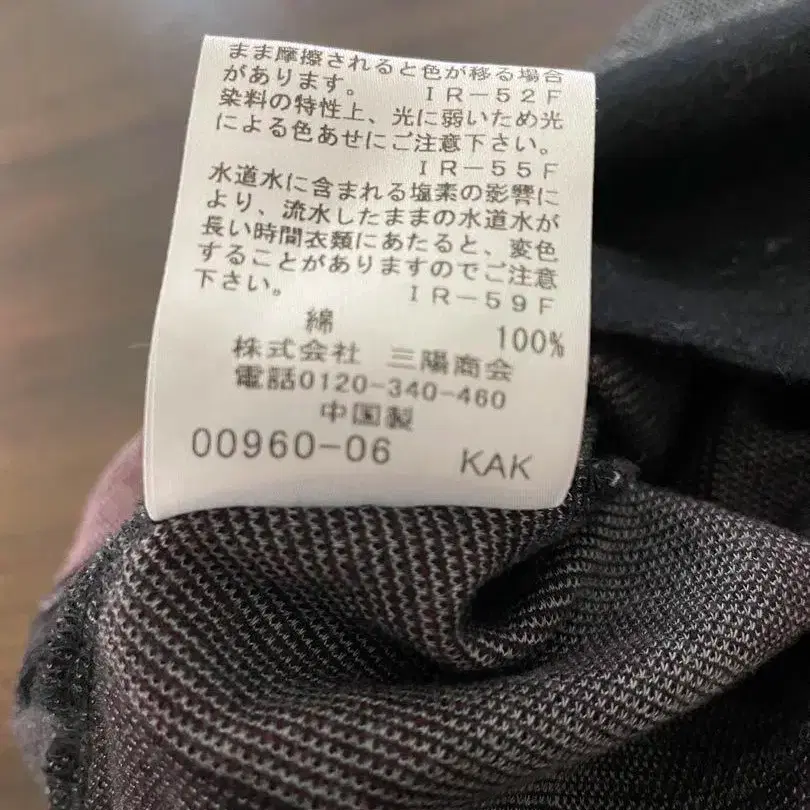 まま摩擦されると色が移る場合
があります。 IR-52F
染料の特性上、光に弱いため光
による色あせにご注意下さい。
IR-55F
水道水に含まれる塩素の影響に
より、流水したままの水道水が
長い時間衣類にあたると、変色
することがありますのでご注意
下さい。 IR-59F
綿 100%
株式会社 三陽商会
電話0120-340-460
中国製
00960-06 KAK